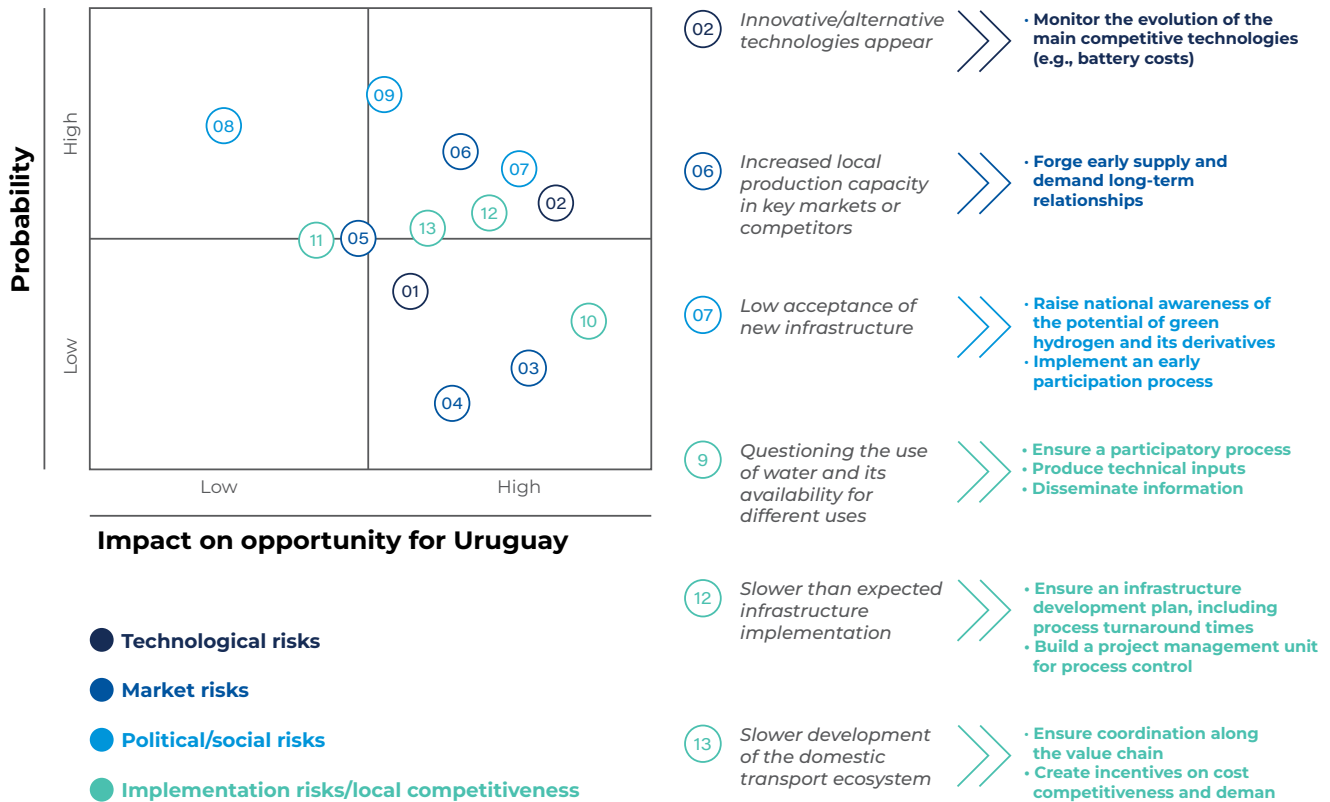 Probability
High
Low
08
09
06
07
02
12
13
11
05
01
10
03
04
Low
High
Impact on opportunity for Uruguay
Technological risks
Market risks
Political/social risks
Implementation risks/local competitiveness
02
Innovative/alternative
technologies appear
· Monitor the evolution of the
main competitive technologies
(e.g., battery costs)
06
Increased local
production capacity
in key markets or
competitors
· Forge early supply and
demand long-term
relationships
07
Low acceptance of
new infrastructure
· Raise national awareness of
the potential of green
hydrogen and its derivatives
· Implement an early
participation process
9
Questioning the use
of water and its
availability for
different uses
• Ensure a participatory process
• Produce technical inputs
• Disseminate information
12
Slower than expected
infrastructure
implementation
· Ensure an infrastructure
development plan, including
process turnaround times
· Build a project management unit
for process control
13
Slower development
of the domestic
transport ecosystem
· Ensure coordination along
the value chain
· Create incentives on cost
competitiveness and deman